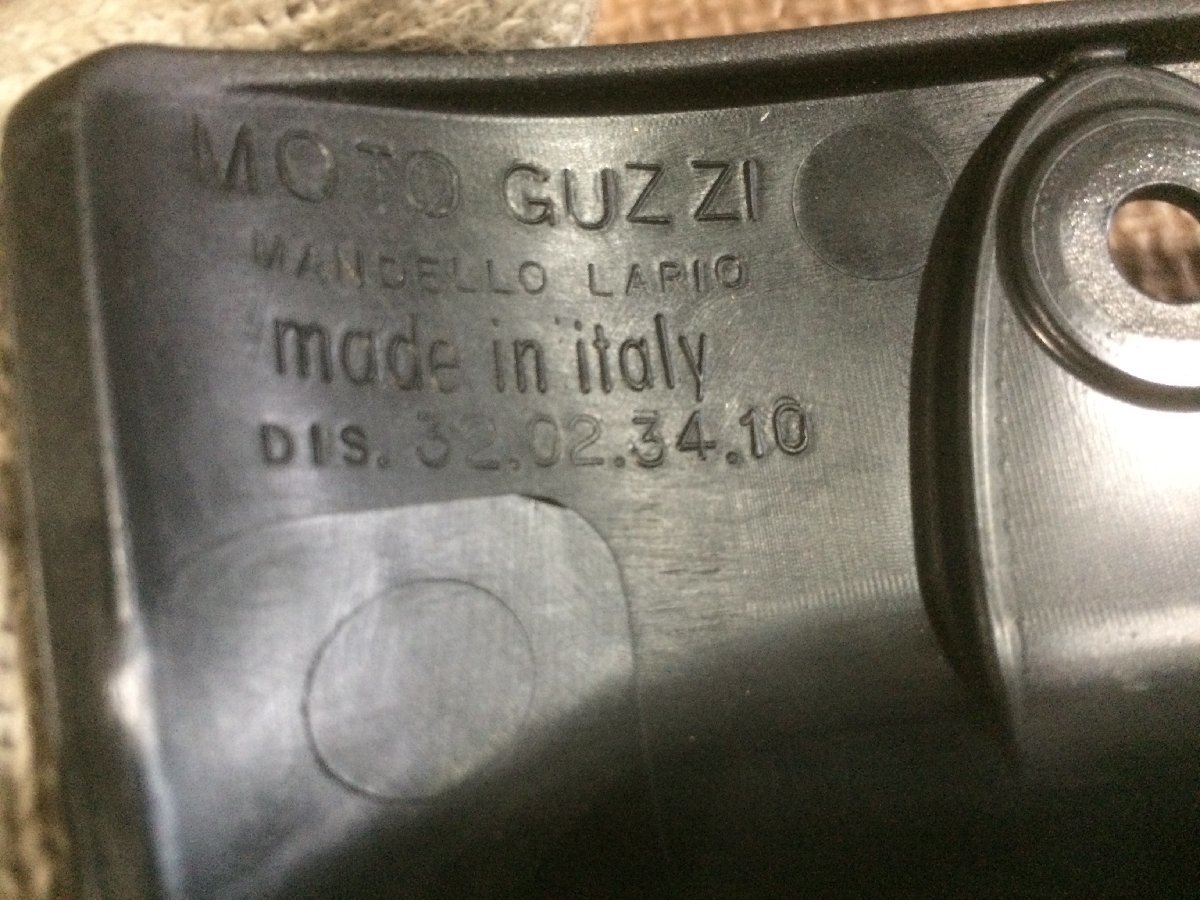 MOTO GUZZI
MANDELLO LARIO
made in italy
DIS. 32.02.34.10